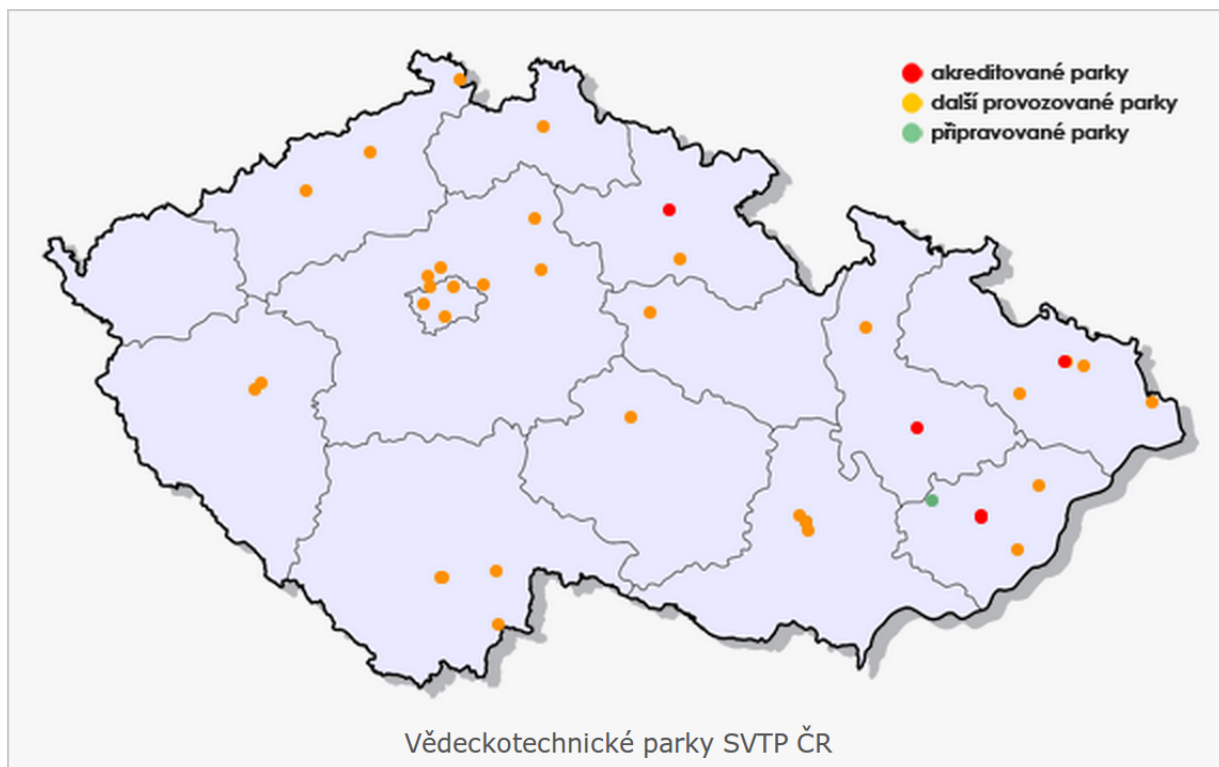 akreditované parky
další provozované parky
připravované parky
Vědeckotechnické parky SVTP ČR